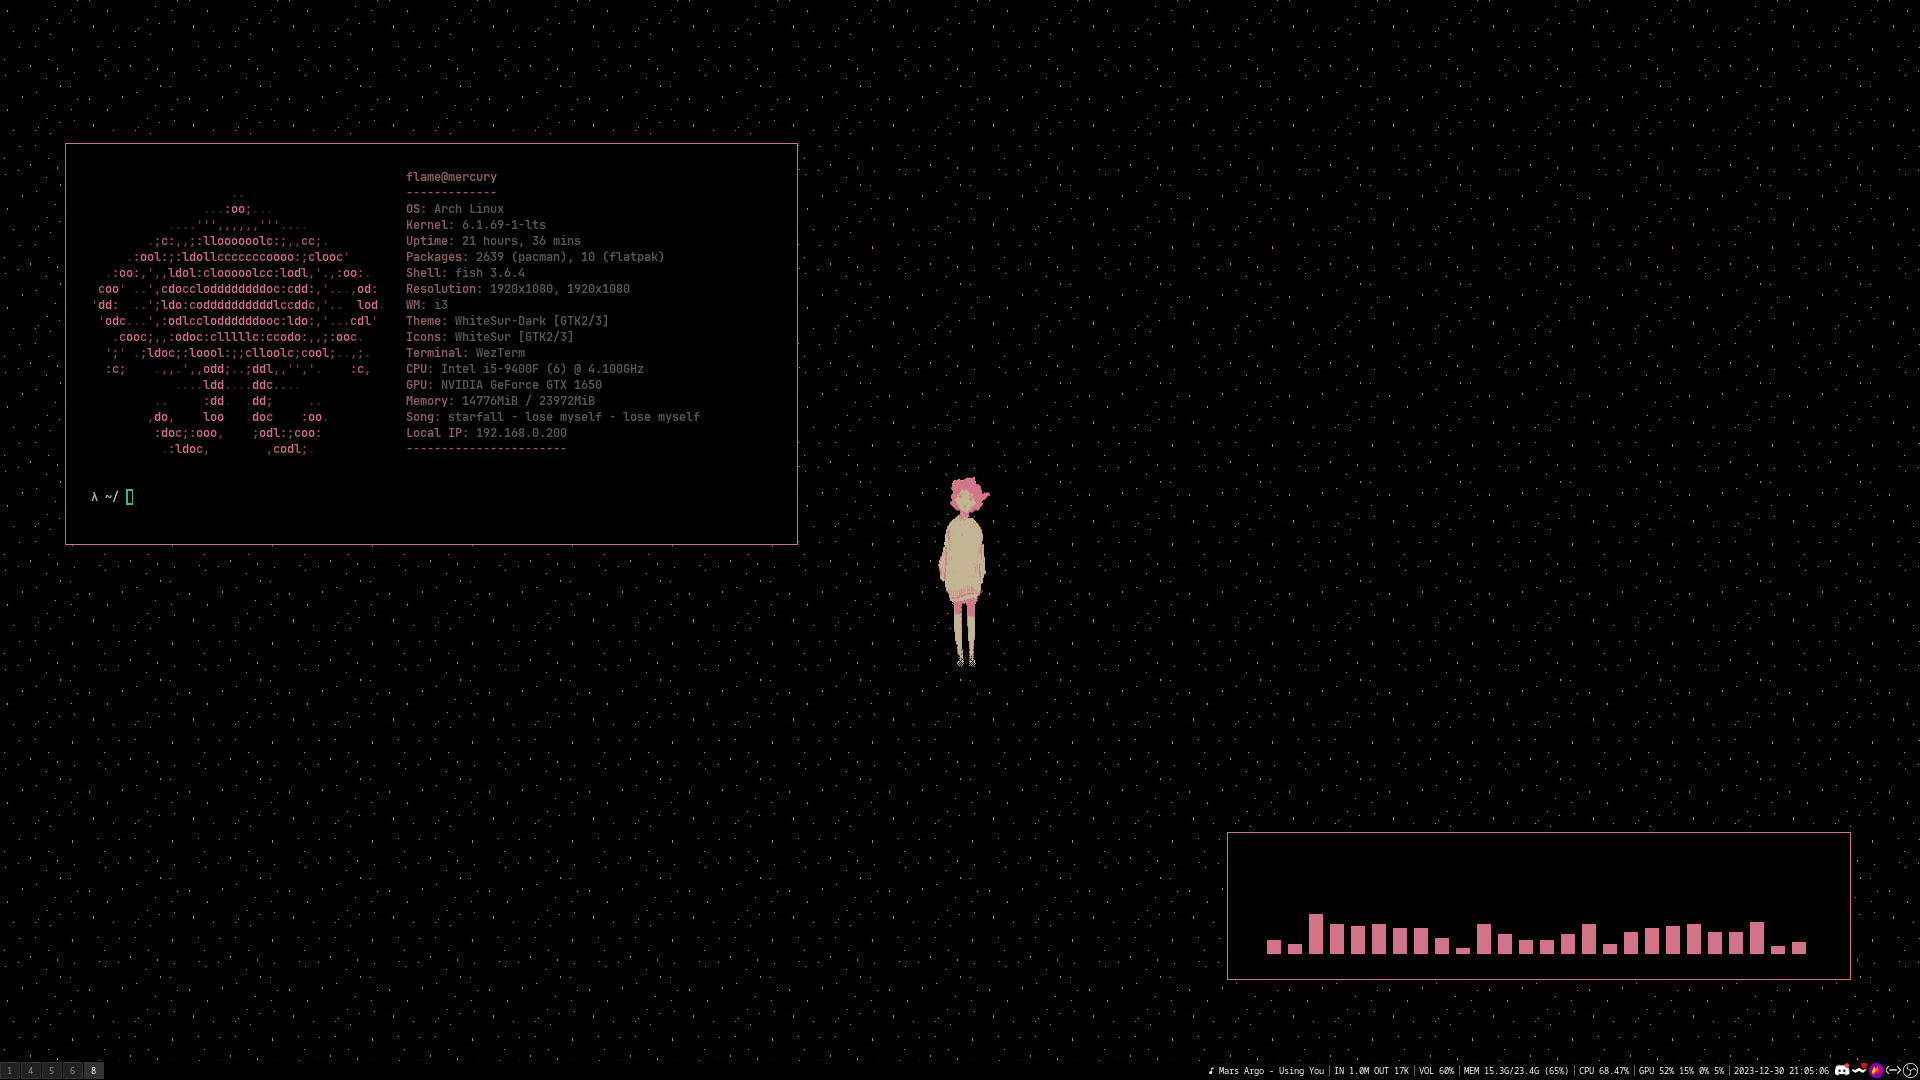 flame@mercury
-------------
OS: Arch Linux
Kernel: 6.1.69-1-lts
Uptime: 21 hours, 36 mins
Packages: 2639 (pacman), 10 (flatpak)
Shell: fish 3.6.4
Resolution: 1920x1080, 1920x1080
WM: i3
Theme: WhiteSur-Dark [GTK2/3]
Icons: WhiteSur [GTK2/3]
Terminal: WezTerm
CPU: Intel i5-9400F (6) @ 4.100GHz
GPU: NVIDIA GeForce GTX 1650
Memory: 14776MiB / 23972MiB
Song: starfall - lose myself - lose myself
Local IP: 192.168.0.200
-----------------------
λ ~/
1 4 5 6 8
♪ Mars Argo - Using You | IN 1.0M OUT 17K | VOL 60% | MEM 15.3G/23.4G (65%) | CPU 68.47% | GPU 52% 15% 0% 5% | 2023-12-30 21:05:06